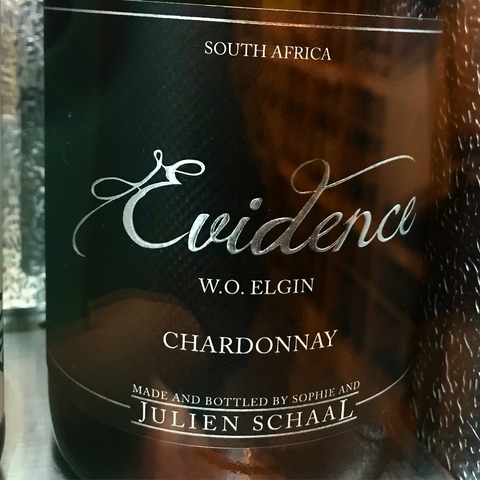 SOUTH AFRICA
Evidence
W.O. ELGIN
CHARDONNAY
MADE AND BOTTLED BY SOPHIE AND
JULIEN SCHAAL